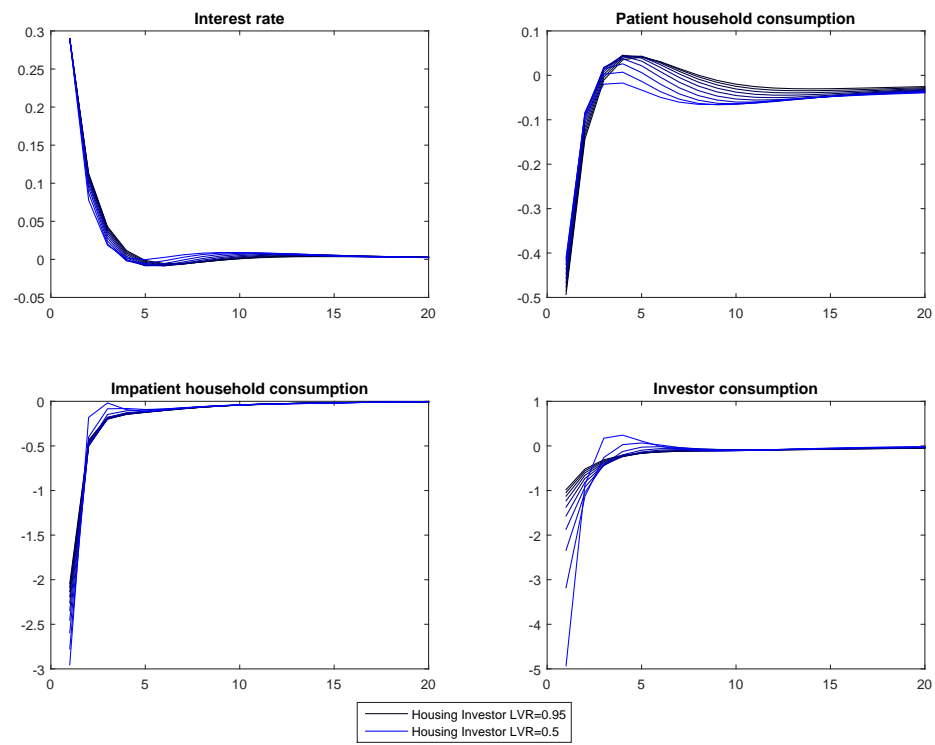 Interest rate
0.3
0.25
0.2
0.15
0.1
0.05
0
-0.05
0 5 10 15 20
Patient household consumption
0.1
0
-0.1
-0.2
-0.3
-0.4
-0.5
0 5 10 15 20
Impatient household consumption
0
-0.5
-1
-1.5
-2
-2.5
-3
0 5 10 15 20
Investor consumption
1
0
-1
-2
-3
-4
-5
0 5 10 15 20
Housing Investor LVR=0.95
Housing Investor LVR=0.5